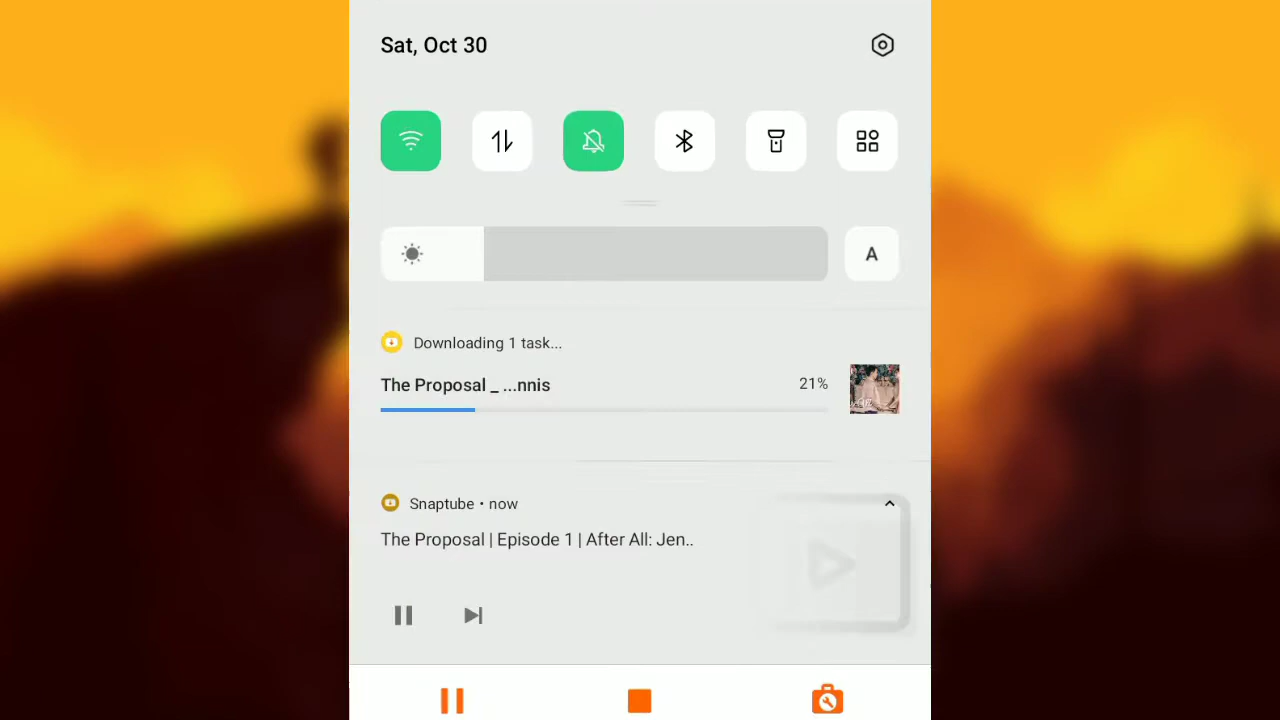 Sat, Oct 30
A
Downloading 1 task...
The Proposal _ ...nnis
21%
Snaptube • now
The Proposal | Episode 1 | After All: Jen..